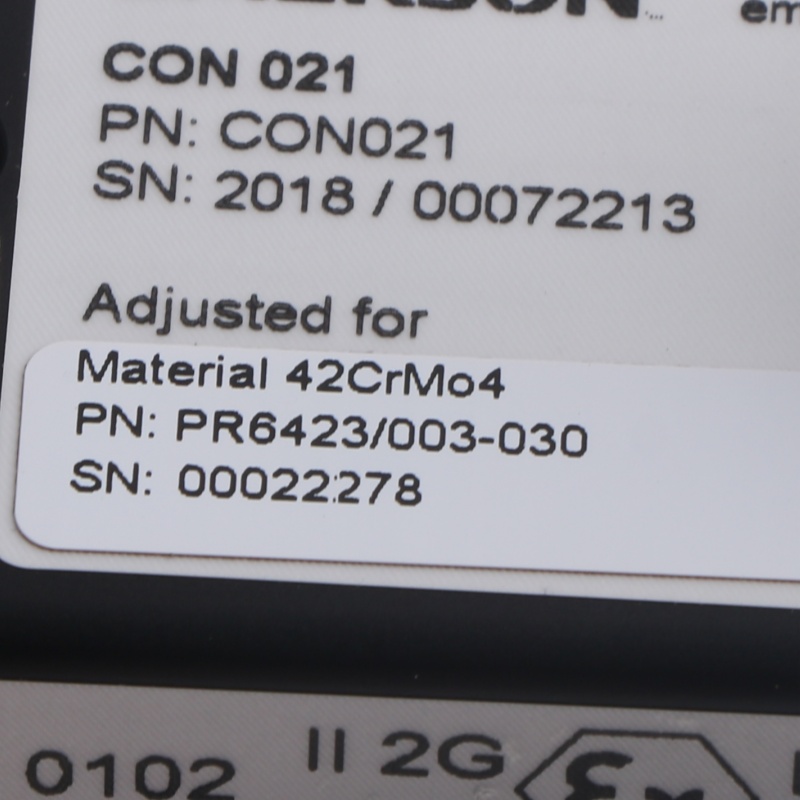 CON 021
PN: CON021
SN: 2018 / 00072213
Adjusted for
Material 42CrMo4
PN: PR6423/003-030
SN: 00022278
0102 II 2G